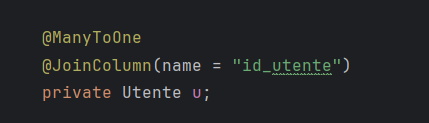 @ManyToOne
@JoinColumn(name = "id_utente")
private Utente u;